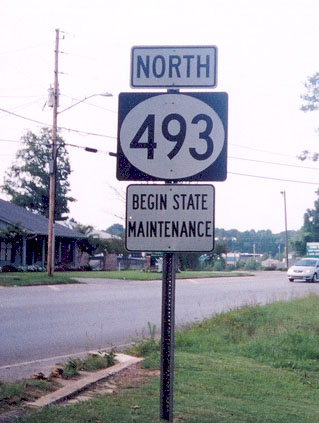 NORTH
493
BEGIN STATE
MAINTENANCE